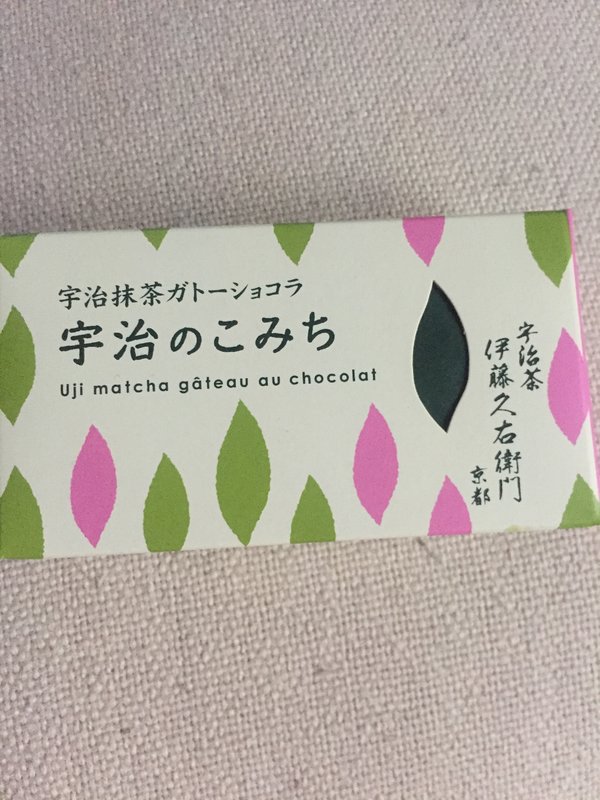 宇治抹茶ガトーショコラ
宇治のこみち
Uji matcha gâteau au chocolat
宇治茶
伊藤久右衛門
京都